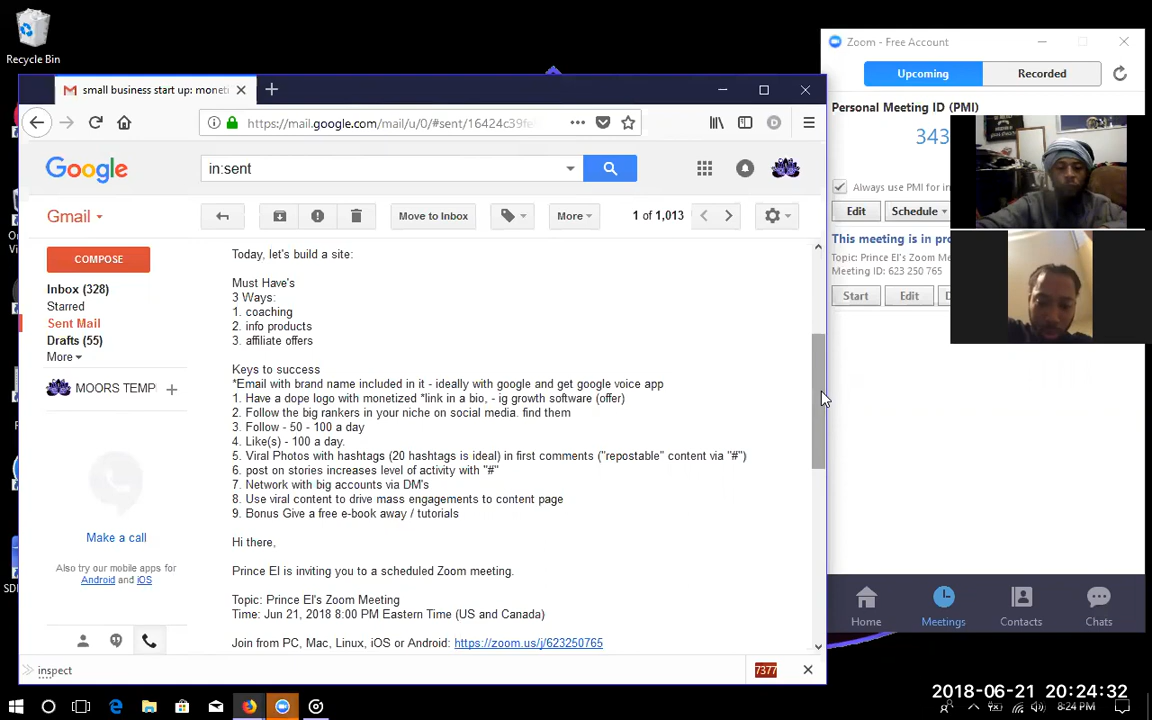 Recycle Bin
small business start up: moneti
https://mail.google.com/mail/u/0/#sent/16424c39fe
D
Google
in:sent
Gmail
Move to Inbox
More
1 of 1,013
COMPOSE
Inbox (328)
Starred
Sent Mail
Drafts (55)
More
MOORS TEMP
Make a call
Also try our mobile apps for
Android and iOS
Today, let's build a site:
Must Have's
3 Ways:
1. coaching
2. info products
3. affiliate offers
Keys to success
*Email with brand name included in it - ideally with google and get google voice app
1. Have a dope logo with monetized *link in a bio, - ig growth software (offer)
2. Follow the big rankers in your niche on social media. find them
3. Follow - 50 - 100 a day
4. Like(s) - 100 a day.
5. Viral Photos with hashtags (20 hashtags is ideal) in first comments ("repostable" content via "#")
6. post on stories increases level of activity with "#"
7. Network with big accounts via DM's
8. Use viral content to drive mass engagements to content page
9. Bonus Give a free e-book away / tutorials
Hi there,
Prince El is inviting you to a scheduled Zoom meeting.
Topic: Prince El's Zoom Meeting
Time: Jun 21, 2018 8:00 PM Eastern Time (US and Canada)
Join from PC, Mac, Linux, iOS or Android: https://zoom.us/j/623250765
inspect
7377
Zoom - Free Account
Upcoming
Recorded
Personal Meeting ID (PMI)
343
Always use PMI for in
Edit
Schedule
This meeting is in pro
Topic: Prince El's Zoom Me
Meeting ID: 623 250 765
Start
Edit
D
Home
Meetings
Contacts
Chats
2018-06-21 20:24:32
8:24 PM